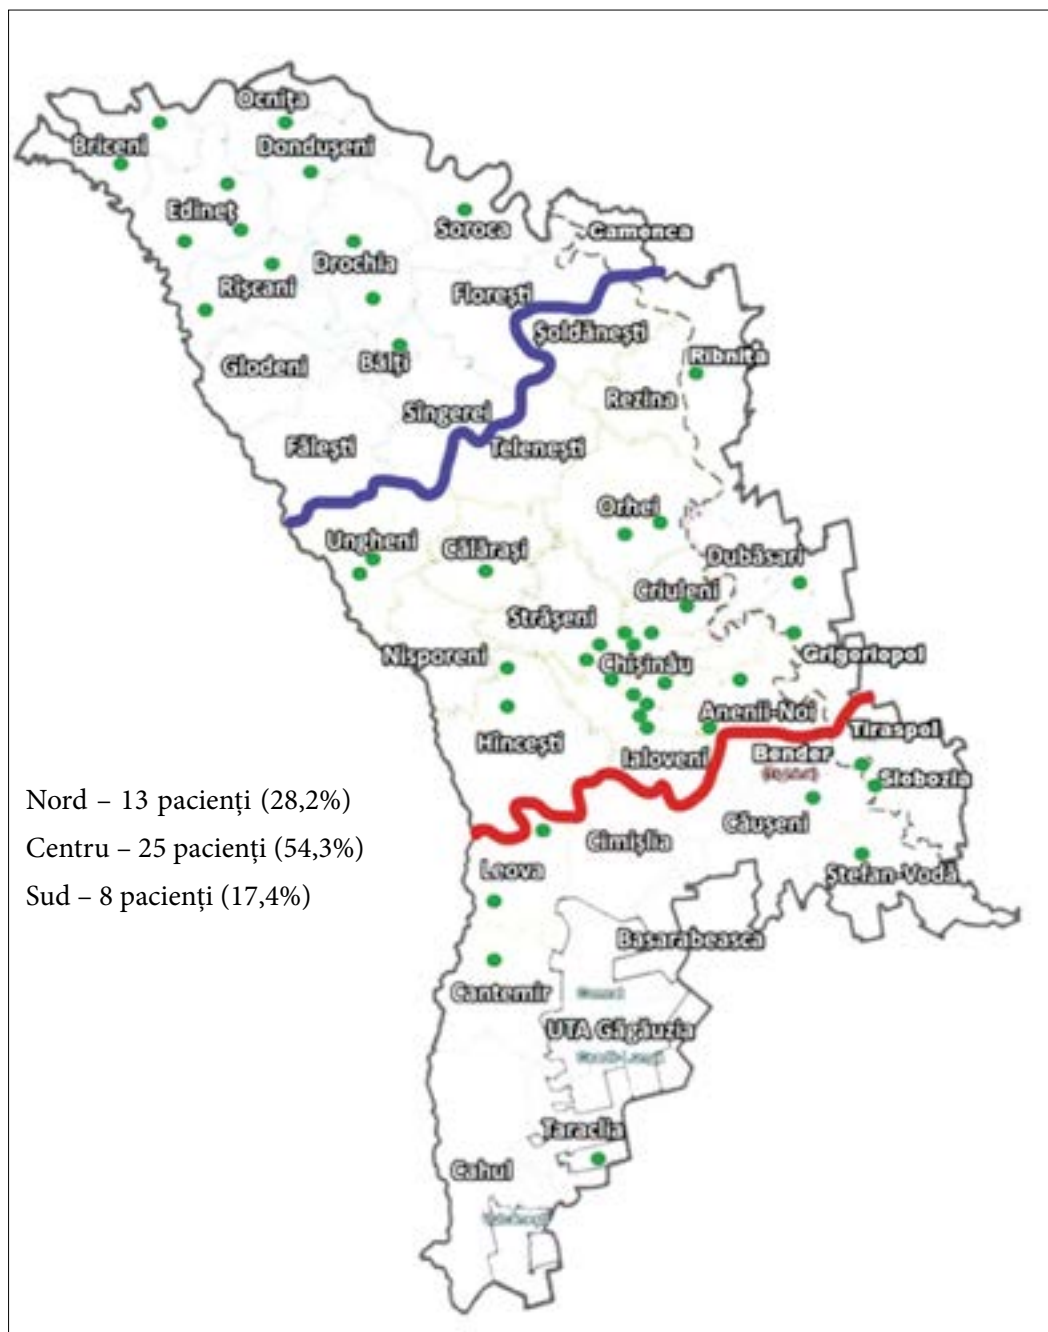 Ocnița
Briceni
Dondușeni
Edineț
Soroca
Camenca
Drochia
Rîșcani
Florești
Șoldănești
Rîbnița
Glodeni
Bălți
Rezina
Sîngerei
Fălești
Telenești
Orhei
Ungheni
Călărași
Dubăsari
Criuleni
Strășeni
Nisporeni
Chișinău
Grigoriopol
Anenii-Noi
Hîncești
Ialoveni
Tiraspol
Bender
Slobozia
Nord – 13 pacienți (28,2%)
Centru – 25 pacienți (54,3%)
Sud – 8 pacienți (17,4%)
Căușeni
Cimișlia
Leova
Ștefan-Vodă
Basarabeasca
Cantemir
UTA Găgăuzia
Taraclia
Cahul